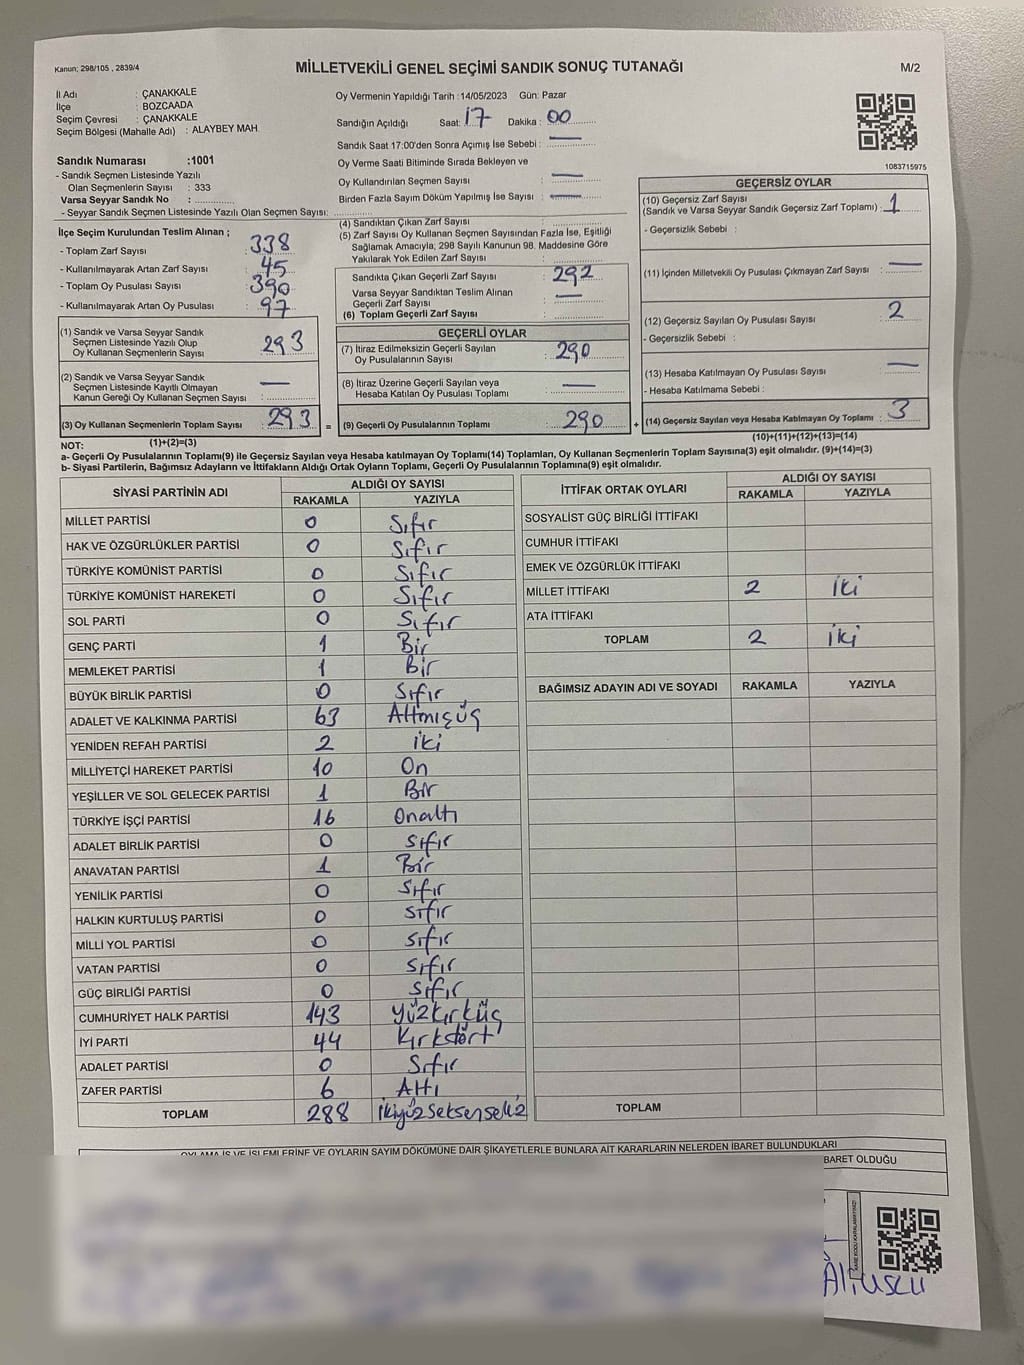 Kanun; 298/105 , 2839/4
MİLLETVEKİLİ GENEL SEÇİMİ SANDIK SONUÇ TUTANAĞI
M/2
İl Adı : ÇANAKKALE
İlçe : BOZCAADA
Seçim Çevresi : ÇANAKKALE
Seçim Bölgesi (Mahalle Adı) : ALAYBEY MAH.
Oy Vermenin Yapıldığı Tarih :14/05/2023 Gün: Pazar
Sandığın Açıldığı Saat: 17 Dakika : 00
Sandık Saat 17:00'den Sonra Açımış İse Sebebi : —
Oy Verme Saati Bitiminde Sırada Bekleyen ve
Oy Kullandırılan Seçmen Sayısı : —
Birden Fazla Sayım Döküm Yapılmış İse Sayısı : —
1083715975
Sandık Numarası :1001
- Sandık Seçmen Listesinde Yazılı
Olan Seçmenlerin Sayısı : 333
Varsa Seyyar Sandık No :
- Seyyar Sandık Seçmen Listesinde Yazılı Olan Seçmen Sayısı:
İlçe Seçim Kurulundan Teslim Alınan ;
- Toplam Zarf Sayısı : 338
- Kullanılmayarak Artan Zarf Sayısı : 45
- Toplam Oy Pusulası Sayısı : 390
- Kullanılmayarak Artan Oy Pusulası : 97
(1) Sandık ve Varsa Seyyar Sandık
Seçmen Listesinde Yazılı Olup
Oy Kullanan Seçmenlerin Sayısı : 293
(2) Sandık ve Varsa Seyyar Sandık
Seçmen Listesinde Kayıtlı Olmayan
Kanun Gereği Oy Kullanan Seçmen Sayısı : —
(3) Oy Kullanan Seçmenlerin Toplam Sayısı : 293 =
(4) Sandıktan Çıkan Zarf Sayısı :
(5) Zarf Sayısı Oy Kullanan Seçmen Sayısından Fazla İse, Eşitliği
Sağlamak Amacıyla; 298 Sayılı Kanunun 98. Maddesine Göre
Yakılarak Yok Edilen Zarf Sayısı :
Sandıkta Çıkan Geçerli Zarf Sayısı : 292
Varsa Seyyar Sandıktan Teslim Alınan
Geçerli Zarf Sayısı : —
(6) Toplam Geçerli Zarf Sayısı :
GEÇERLİ OYLAR
(7) İtiraz Edilmeksizin Geçerli Sayılan
Oy Pusulalarının Sayısı : 290
(8) İtiraz Üzerine Geçerli Sayılan veya
Hesaba Katılan Oy Pusulası Toplamı : —
(9) Geçerli Oy Pusulalarının Toplamı : 290 +
GEÇERSİZ OYLAR
(10) Geçersiz Zarf Sayısı
(Sandık ve Varsa Seyyar Sandık Geçersiz Zarf Toplamı) : 1
- Geçersizlik Sebebi :
(11) İçinden Milletvekili Oy Pusulası Çıkmayan Zarf Sayısı : —
(12) Geçersiz Sayılan Oy Pusulası Sayısı : 2
- Geçersizlik Sebebi :
(13) Hesaba Katılmayan Oy Pusulası Sayısı : —
- Hesaba Katılmama Sebebi :
(14) Geçersiz Sayılan veya Hesaba Katılmayan Oy Toplamı : 3
NOT: (1)+(2)=(3) (10)+(11)+(12)+(13)=(14)
a- Geçerli Oy Pusulalarının Toplamı(9) ile Geçersiz Sayılan veya Hesaba katılmayan Oy Toplamı(14) Toplamları, Oy Kullanan Seçmenlerin Toplam Sayısına(3) eşit olmalıdır. (9)+(14)=(3)
b- Siyasi Partilerin, Bağımsız Adayların ve İttifakların Aldığı Ortak Oyların Toplamı, Geçerli Oy Pusulalarının Toplamına(9) eşit olmalıdır.
SİYASİ PARTİNİN ADI ALDIĞI OY SAYISI
RAKAMLA YAZIYLA
MİLLET PARTİSİ 0 Sıfır
HAK VE ÖZGÜRLÜKLER PARTİSİ 0 Sıfır
TÜRKİYE KOMÜNİST PARTİSİ 0 Sıfır
TÜRKİYE KOMÜNİST HAREKETİ 0 Sıfır
SOL PARTİ 0 Sıfır
GENÇ PARTİ 1 Bir
MEMLEKET PARTİSİ 1 Bir
BÜYÜK BİRLİK PARTİSİ 0 Sıfır
ADALET VE KALKINMA PARTİSİ 63 Altmışüç
YENİDEN REFAH PARTİSİ 2 İki
MİLLİYETÇİ HAREKET PARTİSİ 10 On
YEŞİLLER VE SOL GELECEK PARTİSİ 1 Bir
TÜRKİYE İŞÇİ PARTİSİ 16 Onaltı
ADALET BİRLİK PARTİSİ 0 Sıfır
ANAVATAN PARTİSİ 1 Bir
YENİLİK PARTİSİ 0 Sıfır
HALKIN KURTULUŞ PARTİSİ 0 sıfır
MİLLİ YOL PARTİSİ 0 sıfır
VATAN PARTİSİ 0 sıfır
GÜÇ BİRLİĞİ PARTİSİ 0 Sıfır
CUMHURİYET HALK PARTİSİ 143 Yüzkırküç
İYİ PARTİ 44 Kırkdört
ADALET PARTİSİ 0 Sıfır
ZAFER PARTİSİ 6 Altı
TOPLAM 288 İkiyüzseksensekiz
İTTİFAK ORTAK OYLARI ALDIĞI OY SAYISI
RAKAMLA YAZIYLA
SOSYALİST GÜÇ BİRLİĞİ İTTİFAKI
CUMHUR İTTİFAKI
EMEK VE ÖZGÜRLÜK İTTİFAKI
MİLLET İTTİFAKI 2 İki
ATA İTTİFAKI
TOPLAM 2 İki
BAĞIMSIZ ADAYIN ADI VE SOYADI RAKAMLA YAZIYLA
TOPLAM
OYLAMA İŞ VE İŞLEMLERİNE VE OYLARIN SAYIM DÖKÜMÜNE DAİR ŞİKAYETLERLE BUNLARA AİT KARARLARIN NELERDEN İBARET BULUNDUKLARI
BARET OLDUĞU